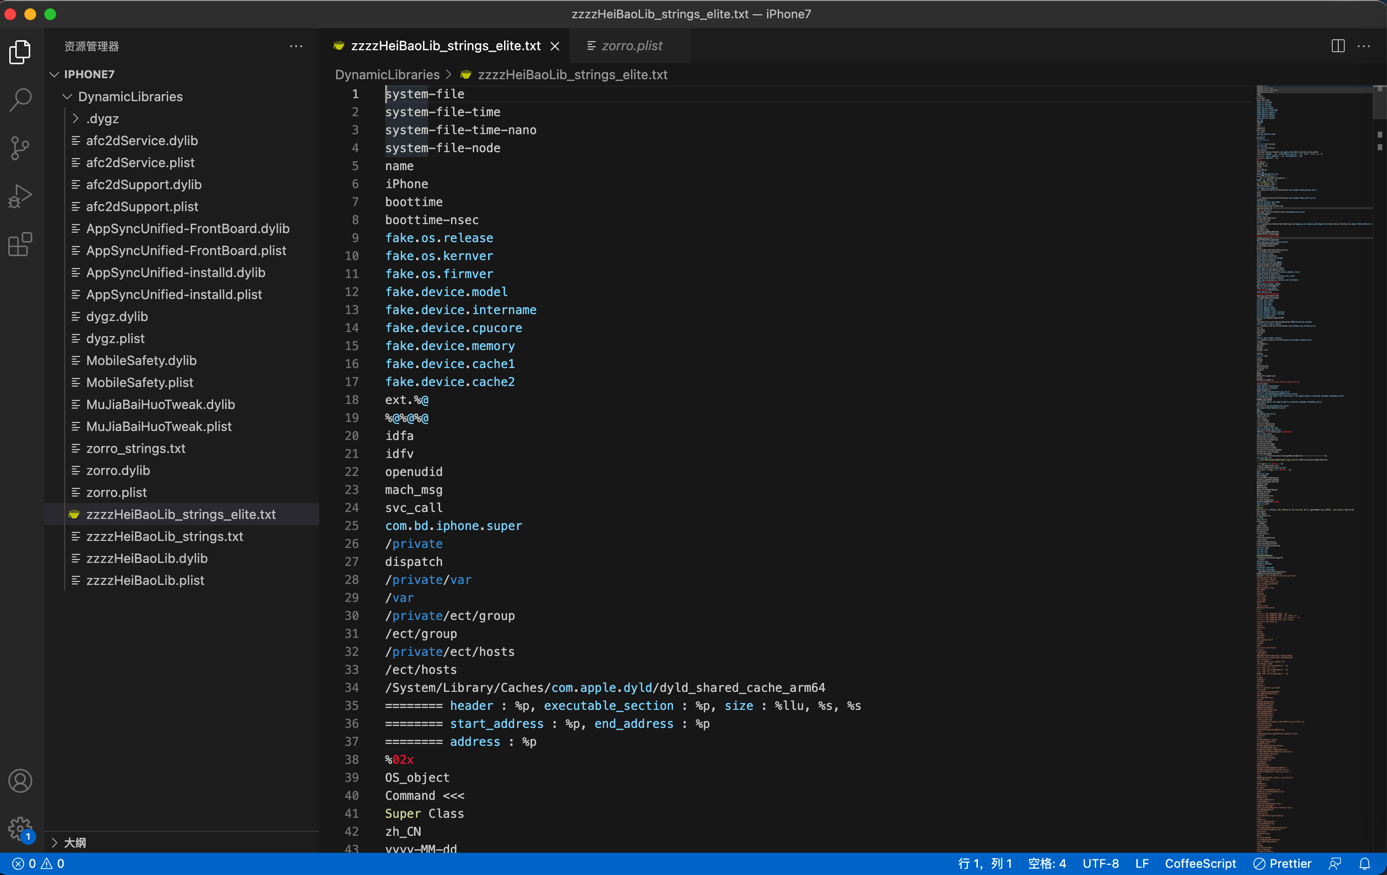 zzzzHeiBaoLib_strings_elite.txt — iPhone7
资源管理器
IPHONE7
DynamicLibraries
.dygz
afc2dService.dylib
afc2dService.plist
afc2dSupport.dylib
afc2dSupport.plist
AppSyncUnified-FrontBoard.dylib
AppSyncUnified-FrontBoard.plist
AppSyncUnified-installd.dylib
AppSyncUnified-installd.plist
dygz.dylib
dygz.plist
MobileSafety.dylib
MobileSafety.plist
MuJiaBaiHuoTweak.dylib
MuJiaBaiHuoTweak.plist
zorro_strings.txt
zorro.dylib
zorro.plist
zzzzHeiBaoLib_strings_elite.txt
zzzzHeiBaoLib_strings.txt
zzzzHeiBaoLib.dylib
zzzzHeiBaoLib.plist
大纲
zzzzHeiBaoLib_strings_elite.txt
zorro.plist
DynamicLibraries > zzzzHeiBaoLib_strings_elite.txt
1 system-file
2 system-file-time
3 system-file-time-nano
4 system-file-node
5 name
6 iPhone
7 boottime
8 boottime-nsec
9 fake.os.release
10 fake.os.kernver
11 fake.os.firmver
12 fake.device.model
13 fake.device.intername
14 fake.device.cpucore
15 fake.device.memory
16 fake.device.cache1
17 fake.device.cache2
18 ext.%@
19 %@%@%@
20 idfa
21 idfv
22 openudid
23 mach_msg
24 svc_call
25 com.bd.iphone.super
26 /private
27 dispatch
28 /private/var
29 /var
30 /private/ect/group
31 /ect/group
32 /private/ect/hosts
33 /ect/hosts
34 /System/Library/Caches/com.apple.dyld/dyld_shared_cache_arm64
35 ======== header : %p, executable_section : %p, size : %llu, %s, %s
36 ======== start_address : %p, end_address : %p
37 ======== address : %p
38 %02x
39 OS_object
40 Command <<<
41 Super Class
42 zh_CN
43 yyyy-MM-dd
1
0 0
行 1，列 1
空格: 4
UTF-8
LF
CoffeeScript
Prettier